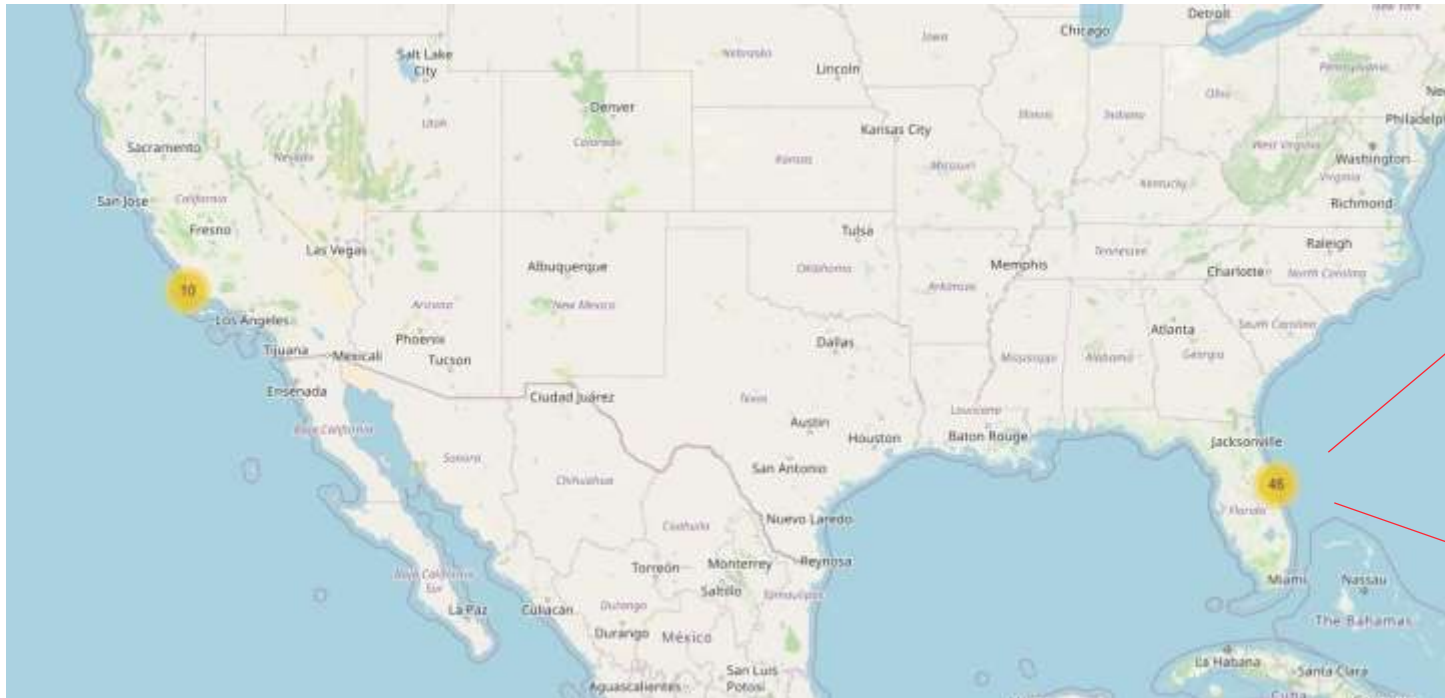 New York
Detroit
Chicago
Iowa
Salt Lake
City
Nebraska
Lincoln
Pennsylvania
Ohio
Denver
Utah
Colorado
Illinois
Indiana
Philadelp
Kansas City
Sacramento
Nevada
Kansas
Missouri
West Virginia
Washington
Kentucky
Virginia
San Jose
California
Richmond
Fresno
Tulsa
Las Vegas
Raleigh
Albuquerque
Oklahoma
Memphis
Tennessee
Charlotte
North Carolina
10
Arizona
New Mexico
Arkansas
Los Angeles
Phoenix
Atlanta
South Carolina
Tijuana
Mexicali
Tucson
Dallas
Mississippi
Alabama
Georgia
Ensenada
Ciudad Juárez
Texas
Baja California
Austin
Louisiana
Houston
Baton Rouge
Jacksonville
Sonora
San Antonio
Chihuahua
46
Florida
Nuevo Laredo
Coahuila
Torreón
Monterrey
Reynosa
Baja California
Sur
Saltillo
Tamaulipas
Miami
Nassau
La Paz
Culiacán
Durango
The Bahamas
Durango
México
La Habana
Santa Clara
San Luis
Potosí
Aguascalientes
Cuba